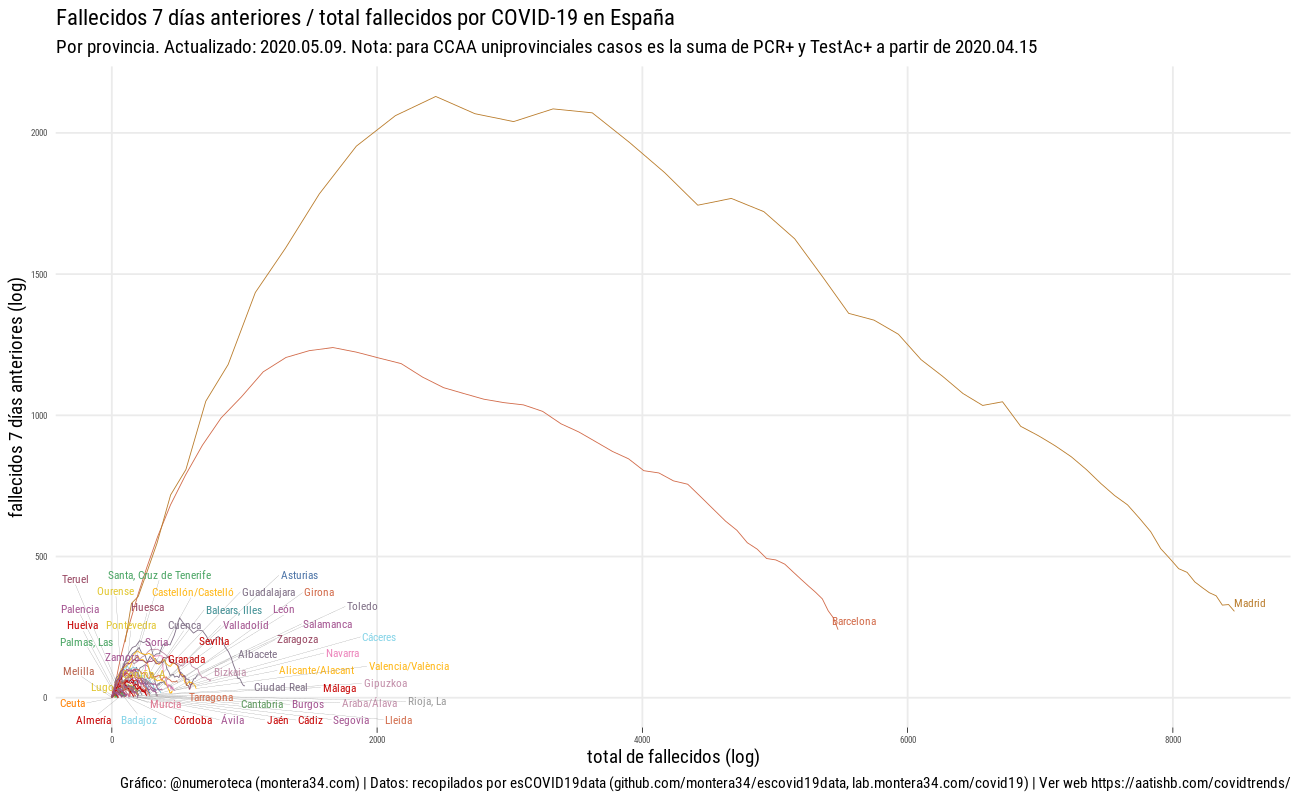 Fallecidos 7 días anteriores / total fallecidos por COVID-19 en España
Por provincia. Actualizado: 2020.05.09. Nota: para CCAA uniprovinciales casos es la suma de PCR+ y TestAc+ a partir de 2020.04.15
fallecidos 7 días anteriores (log)
2000
1500
1000
500
0
Madrid
Barcelona
Teruel Santa, Cruz de Tenerife Asturias
Ourense Castellón/Castelló Guadalajara Girona
Palencia Huesca Balears, Illes León Toledo
Huelva Pontevedra Cuenca Valladolid Salamanca
Palmas, Las Soria Sevilla Zaragoza Cáceres
Zamora Granada Albacete Navarra
Melilla Bizkaia Alicante/Alacant Valencia/València
Lugo Ciudad Real Málaga Gipuzkoa
Ceuta Murcia Tarragona Cantabria Burgos Araba/Álava Rioja, La
Almería Badajoz Córdoba Ávila Jaén Cádiz Segovia Lleida
0 2000 4000 6000 8000
total de fallecidos (log)
Gráfico: @numeroteca (montera34.com) | Datos: recopilados por esCOVID19data (github.com/montera34/escovid19data, lab.montera34.com/covid19) | Ver web https://aatishb.com/covidtrends/